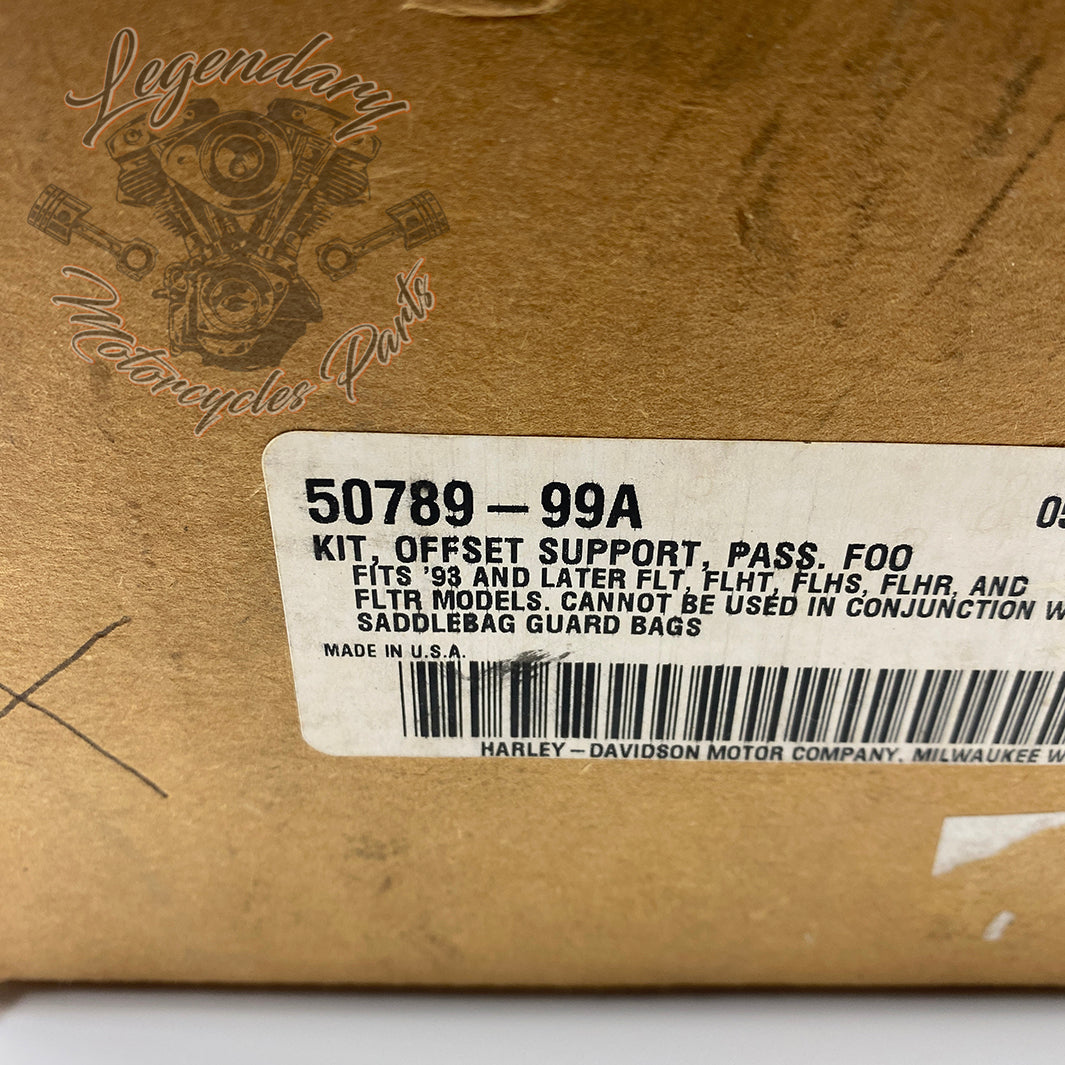 Legendary
Motorcycles Parts
50789-99A 05
KIT, OFFSET SUPPORT, PASS. FOO
FITS '93 AND LATER FLT, FLHT, FLHS, FLHR, AND
FLTR MODELS. CANNOT BE USED IN CONJUNCTION W
SADDLEBAG GUARD BAGS
MADE IN U.S.A.
HARLEY-DAVIDSON MOTOR COMPANY, MILWAUKEE W